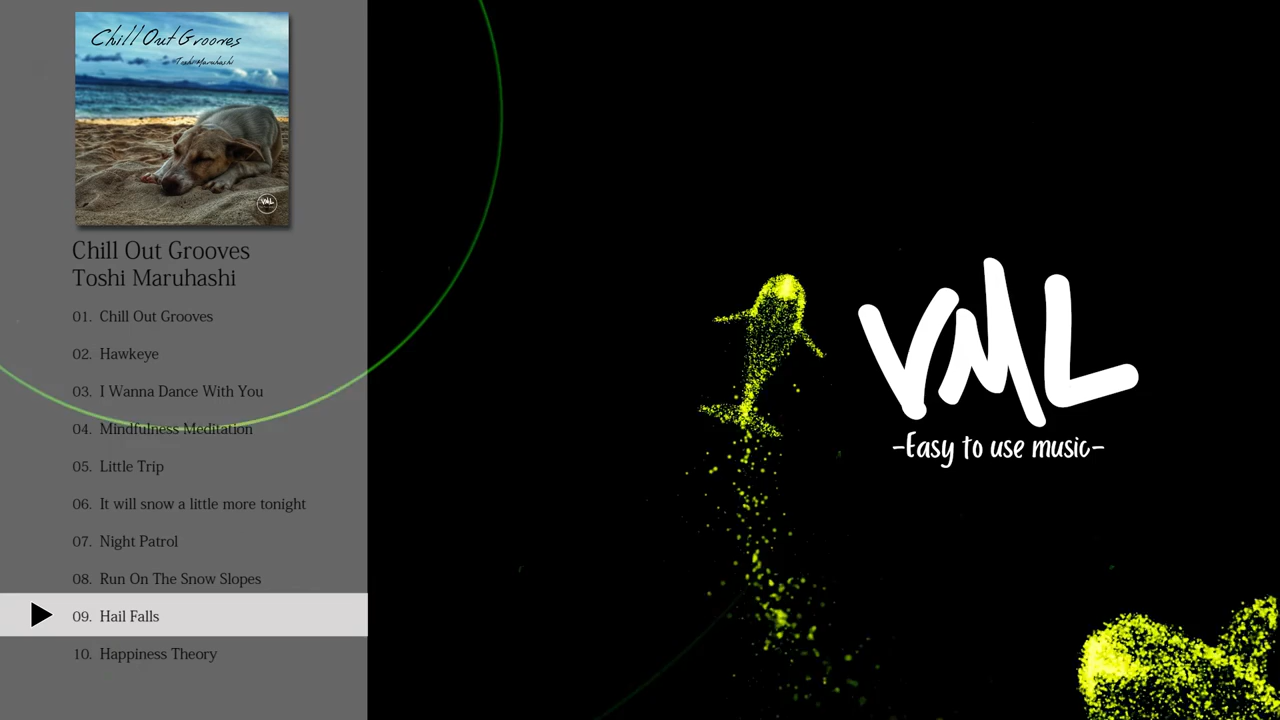 Chill Out Grooves
Toshi Maruhashi
VML
Chill Out Grooves
Toshi Maruhashi
01. Chill Out Grooves
02. Hawkeye
03. I Wanna Dance With You
04. Mindfulness Meditation
05. Little Trip
06. It will snow a little more tonight
07. Night Patrol
08. Run On The Snow Slopes
09. Hail Falls
10. Happiness Theory
VML
-Easy to use music-